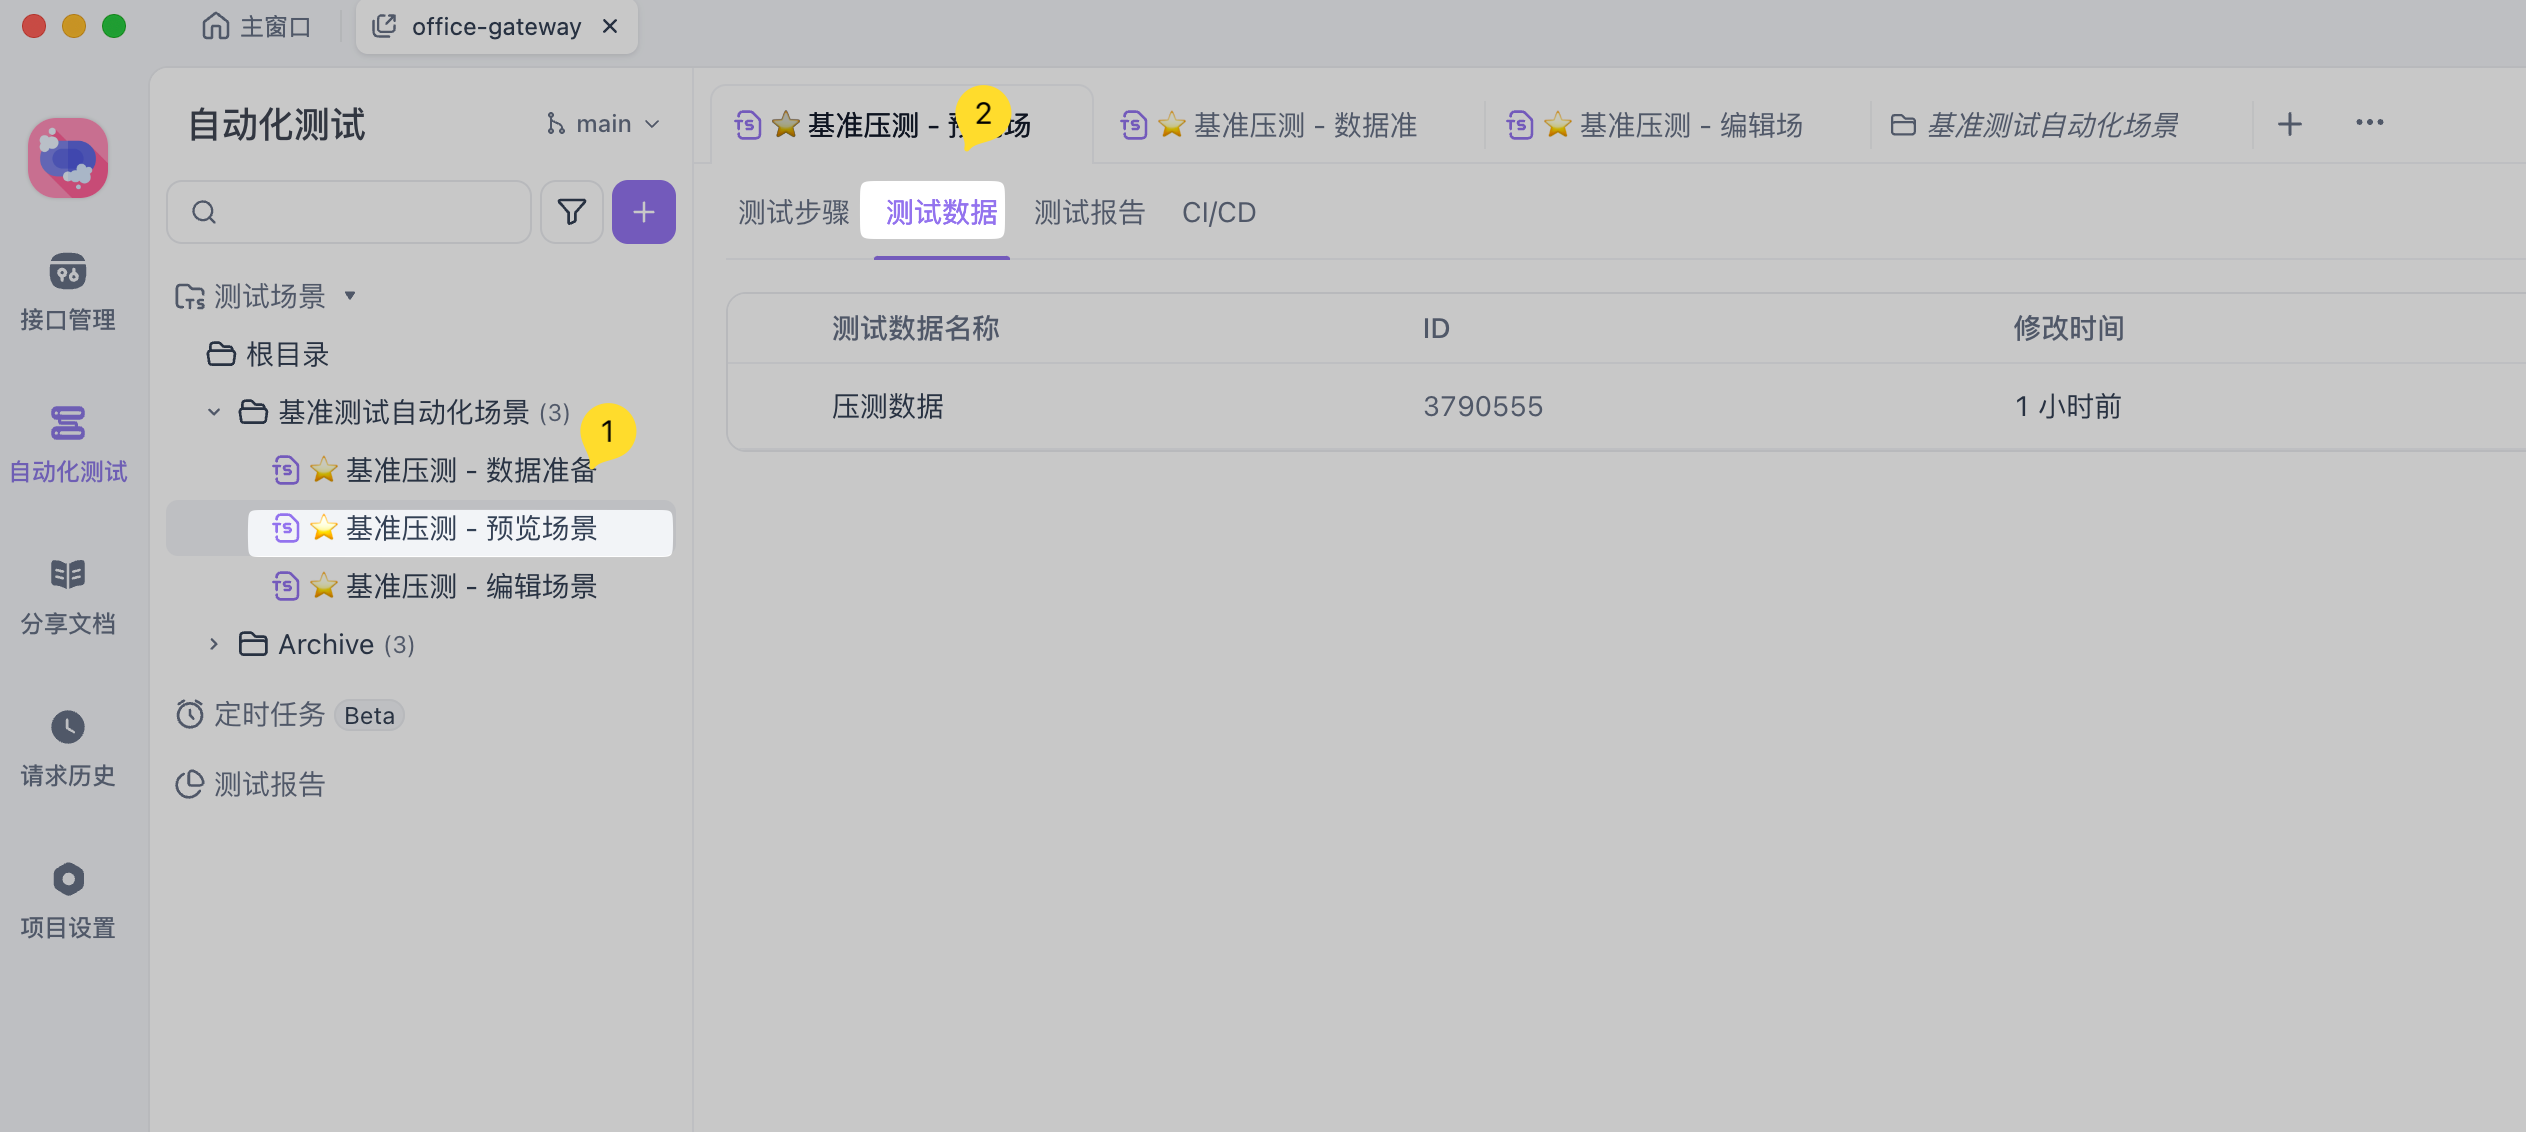 主窗口
office-gateway
接口管理
自动化测试
分享文档
请求历史
项目设置
自动化测试
main
测试场景
根目录
基准测试自动化场景 (3)
1
TS ⭐ 基准压测 - 数据准备
TS ⭐ 基准压测 - 预览场景
TS ⭐ 基准压测 - 编辑场景
Archive (3)
定时任务 Beta
测试报告
TS ⭐ 基准压测 - 场
2
TS ⭐ 基准压测 - 数据准
TS ⭐ 基准压测 - 编辑场
基准测试自动化场景
测试步骤
测试数据
测试报告
CI/CD
测试数据名称 ID 修改时间
压测数据 3790555 1 小时前